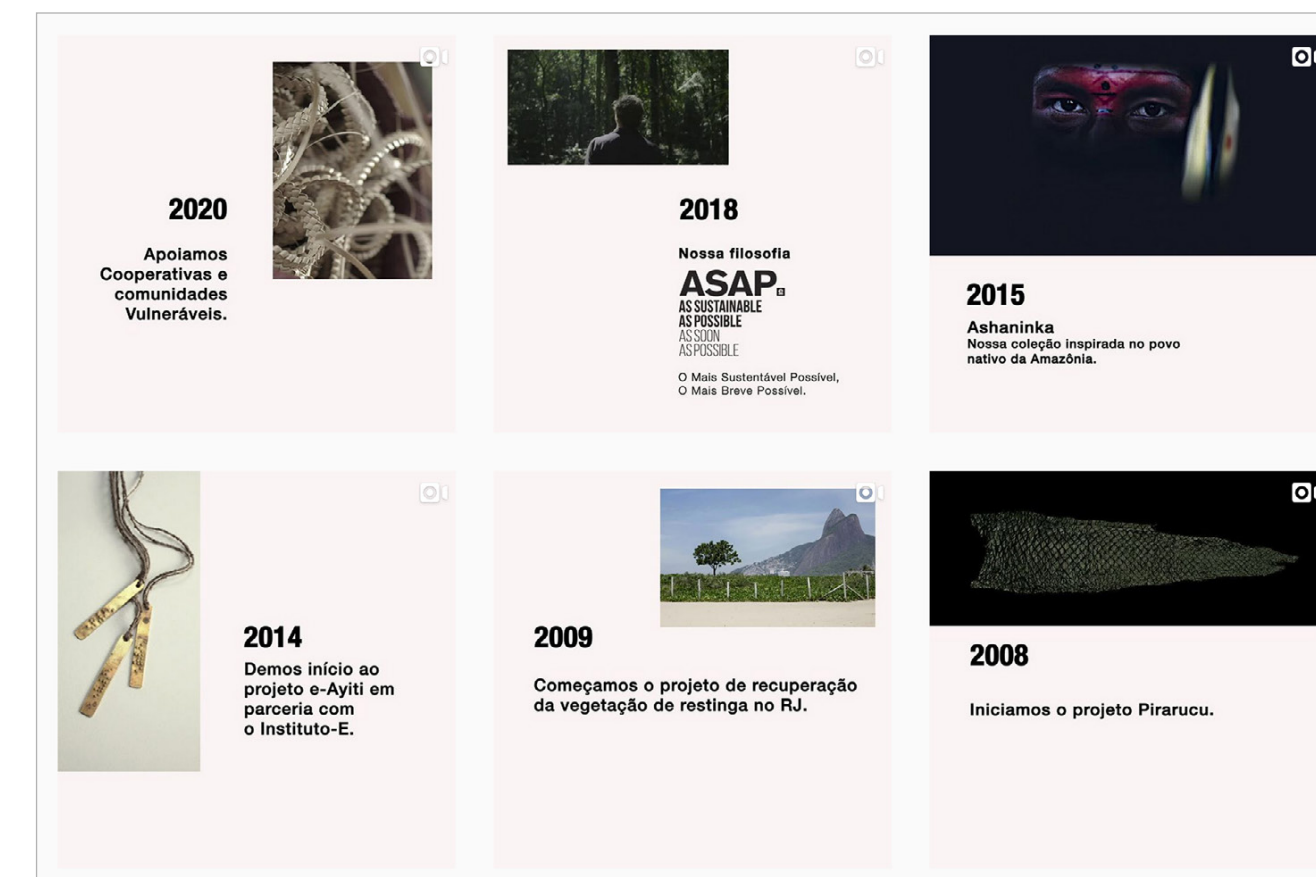 2020
Apoiamos
Cooperativas e
comunidades
Vulneráveis.
2018
Nossa filosofia
ASAP.e
AS SUSTAINABLE
AS POSSIBLE
AS SOON
AS POSSIBLE
O Mais Sustentável Possível,
O Mais Breve Possível.
2015
Ashaninka
Nossa coleção inspirada no povo
nativo da Amazônia.
2014
Demos início ao
projeto e-Ayiti em
parceria com
o Instituto-E.
2009
Começamos o projeto de recuperação
da vegetação de restinga no RJ.
2008
Iniciamos o projeto Pirarucu.